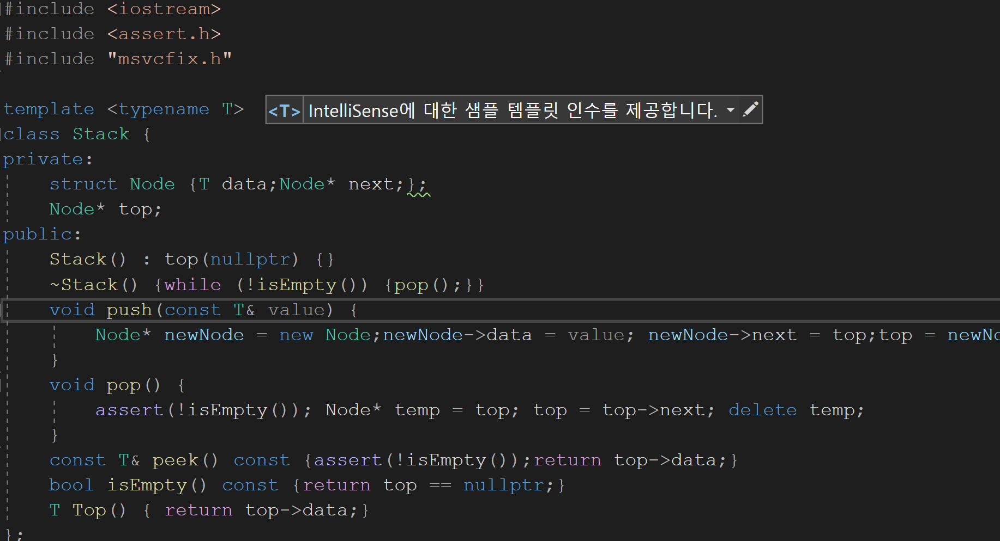 #include <iostream>
#include <assert.h>
#include "msvcfix.h"
template <typename T> <T> IntelliSense에 대한 샘플 템플릿 인수를 제공합니다.
class Stack {
private:
struct Node {T data;Node* next;};
Node* top;
public:
Stack() : top(nullptr) {}
~Stack() {while (!isEmpty()) {pop();}}
void push(const T& value) {
Node* newNode = new Node;newNode->data = value; newNode->next = top;top =
}
void pop() {
assert(!isEmpty()); Node* temp = top; top = top->next; delete temp;
}
const T& peek() const {assert(!isEmpty());return top->data;}
bool isEmpty() const {return top == nullptr;}
T Top() { return top->data;}
};